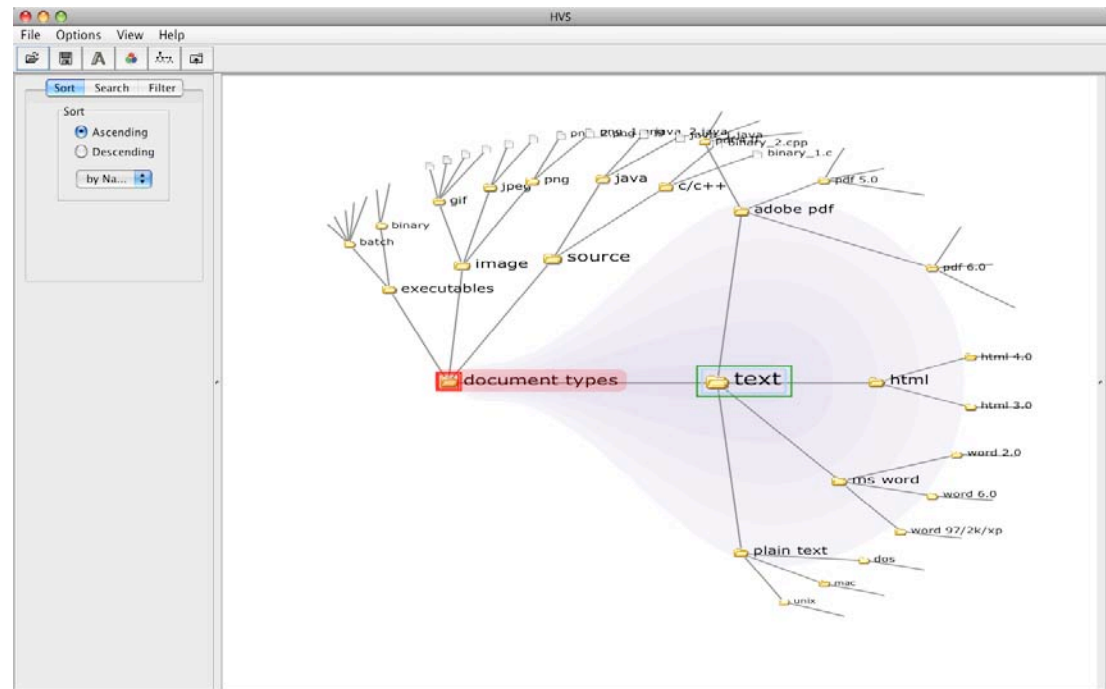 HVS
File Options View Help
Sort Search Filter
Sort
Ascending
Descending
by Na...
java
png
jpeg
gif
c/c++
binary_2.cpp
binary_1.c
pdf 5.0
adobe pdf
binary
batch
source
image
pdf 6.0
executables
html 4.0
document types
text
html
html 3.0
word 2.0
ms word
word 6.0
word 97/2k/xp
plain text
dos
mac
unix